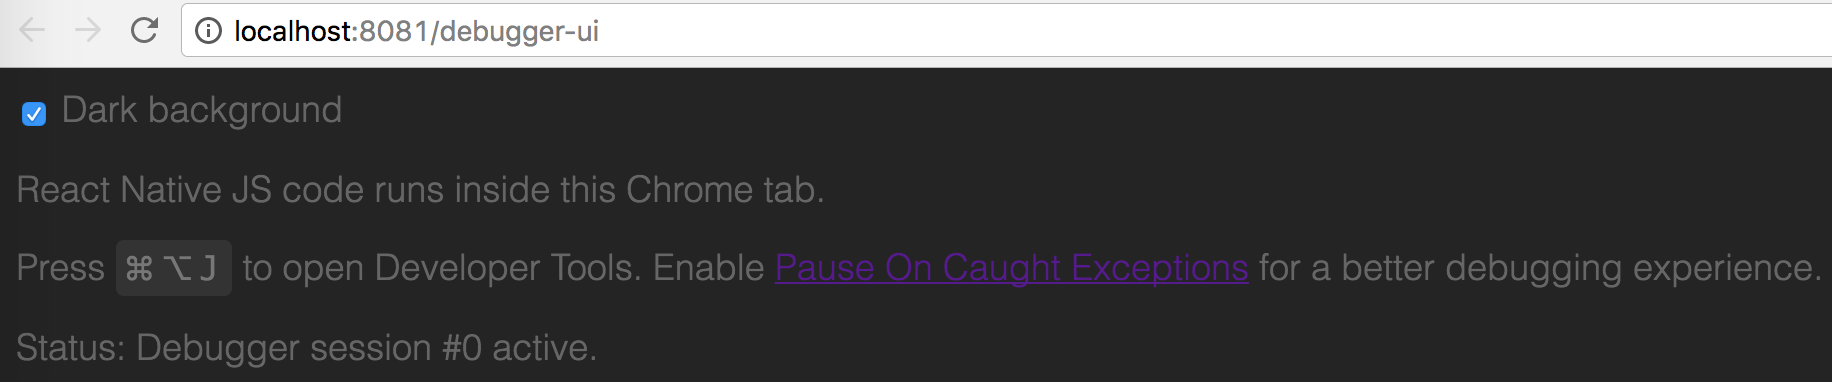 localhost:8081/debugger-ui
Dark background
React Native JS code runs inside this Chrome tab.
Press ⌘⌥J to open Developer Tools. Enable Pause On Caught Exceptions for a better debugging experience.
Status: Debugger session #0 active.